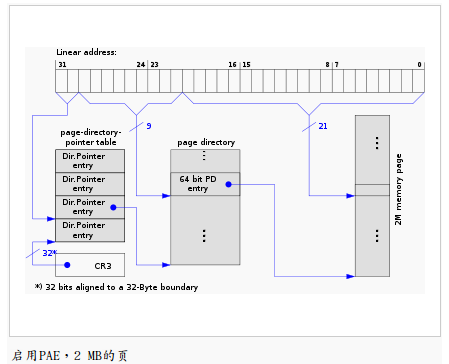 Linear address:
31 24 23 16 15 8 7 0
9 21
page-directory-
pointer table
page directory
Dir.Pointer
entry
Dir.Pointer
entry
Dir.Pointer
entry
Dir.Pointer
entry
64 bit PD
entry
2M memory page
32*
CR3
*) 32 bits aligned to a 32-Byte boundary
启用PAE，2 MB的页